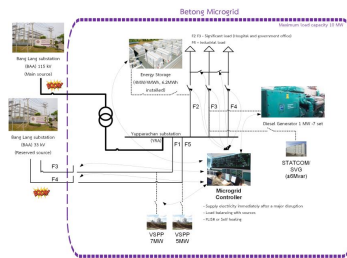 Betong Microgrid
Maximum load capacity 10 MW
F2 F3 - Significant load (Hospital and government office)
F4 = Industrial load
Bang Lang substation
(BAA) 115 kV
(Main source)
Energy Storage
(4MW/4MWh, 6.2MWh
installed)
F2
F3
F4
Diesel Generator 1-MW -7 set
Bang Lang substation
(BAA) 33 kV
(Reserved source)
Yupparachan substation
(YRA)
F1
F5
STATCOM/
SVG
(±6Mvar)
F3
F4
Microgrid
Controller
- Supply electricity immediately after a major disruption
- Load balancing with sources
- FLISR or Self healing
VSPP
7MW
VSPP
5MW